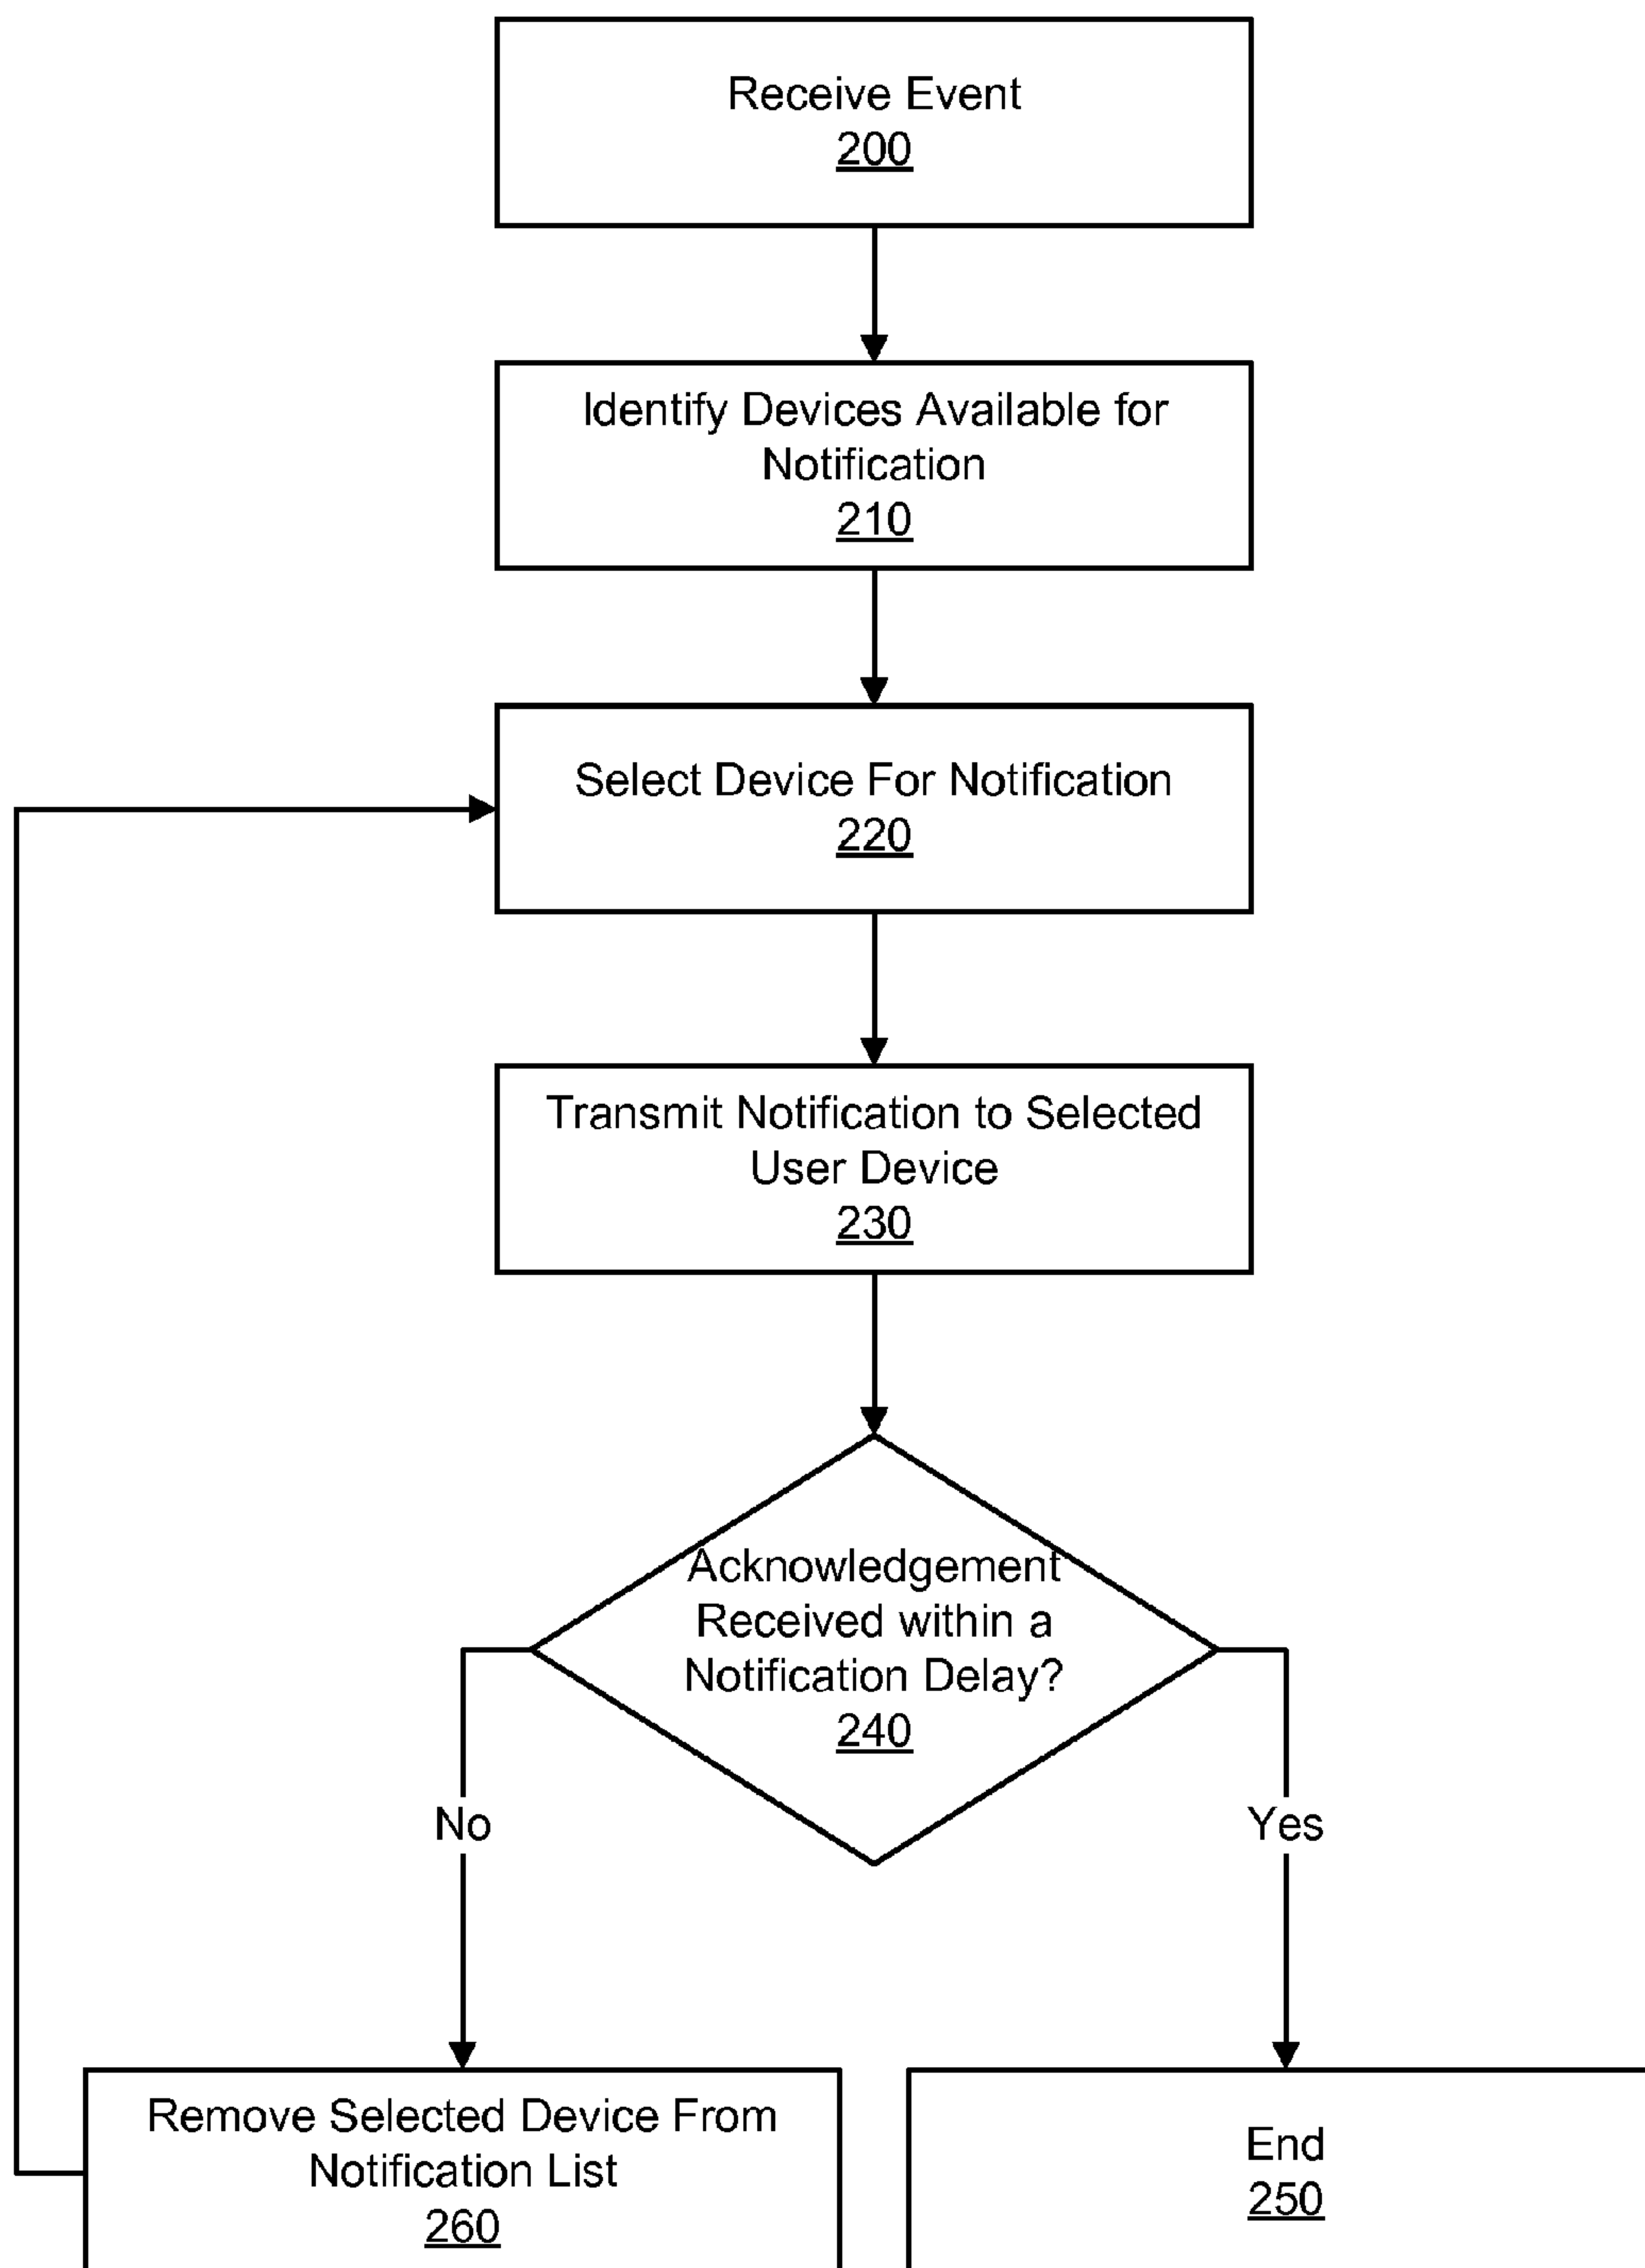 Receive Event
200
Identify Devices Available for
Notification
210
Select Device For Notification
220
Transmit Notification to Selected
User Device
230
Acknowledgement
Received within a
Notification Delay?
240
No
Yes
Remove Selected Device From
Notification List
260
End
250